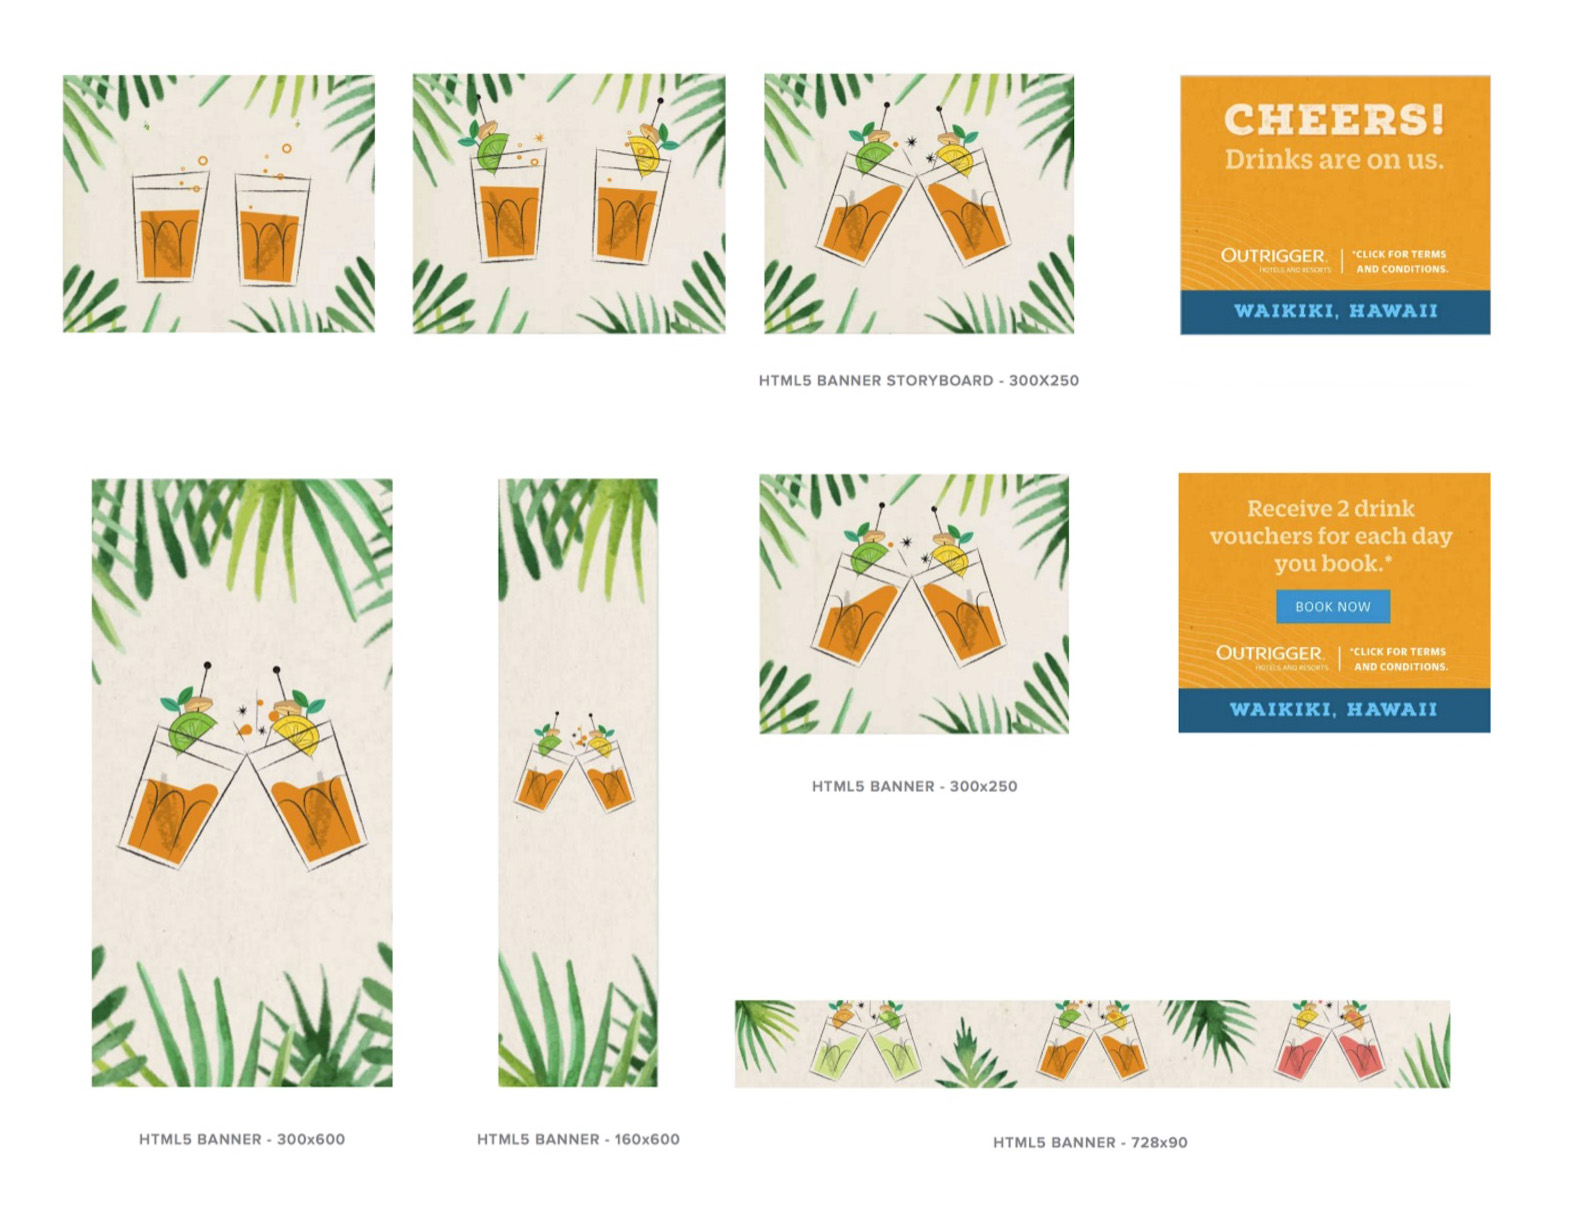 CHEERS!
Drinks are on us.
OUTRIGGER.
HOTELS AND RESORTS
*CLICK FOR TERMS
AND CONDITIONS.
WAIKIKI, HAWAII
HTML5 BANNER STORYBOARD - 300X250
Receive 2 drink
vouchers for each day
you book.*
BOOK NOW
OUTRIGGER.
HOTELS AND RESORTS
*CLICK FOR TERMS
AND CONDITIONS.
WAIKIKI, HAWAII
HTML5 BANNER - 300x250
HTML5 BANNER - 300x600
HTML5 BANNER - 160x600
HTML5 BANNER - 728x90